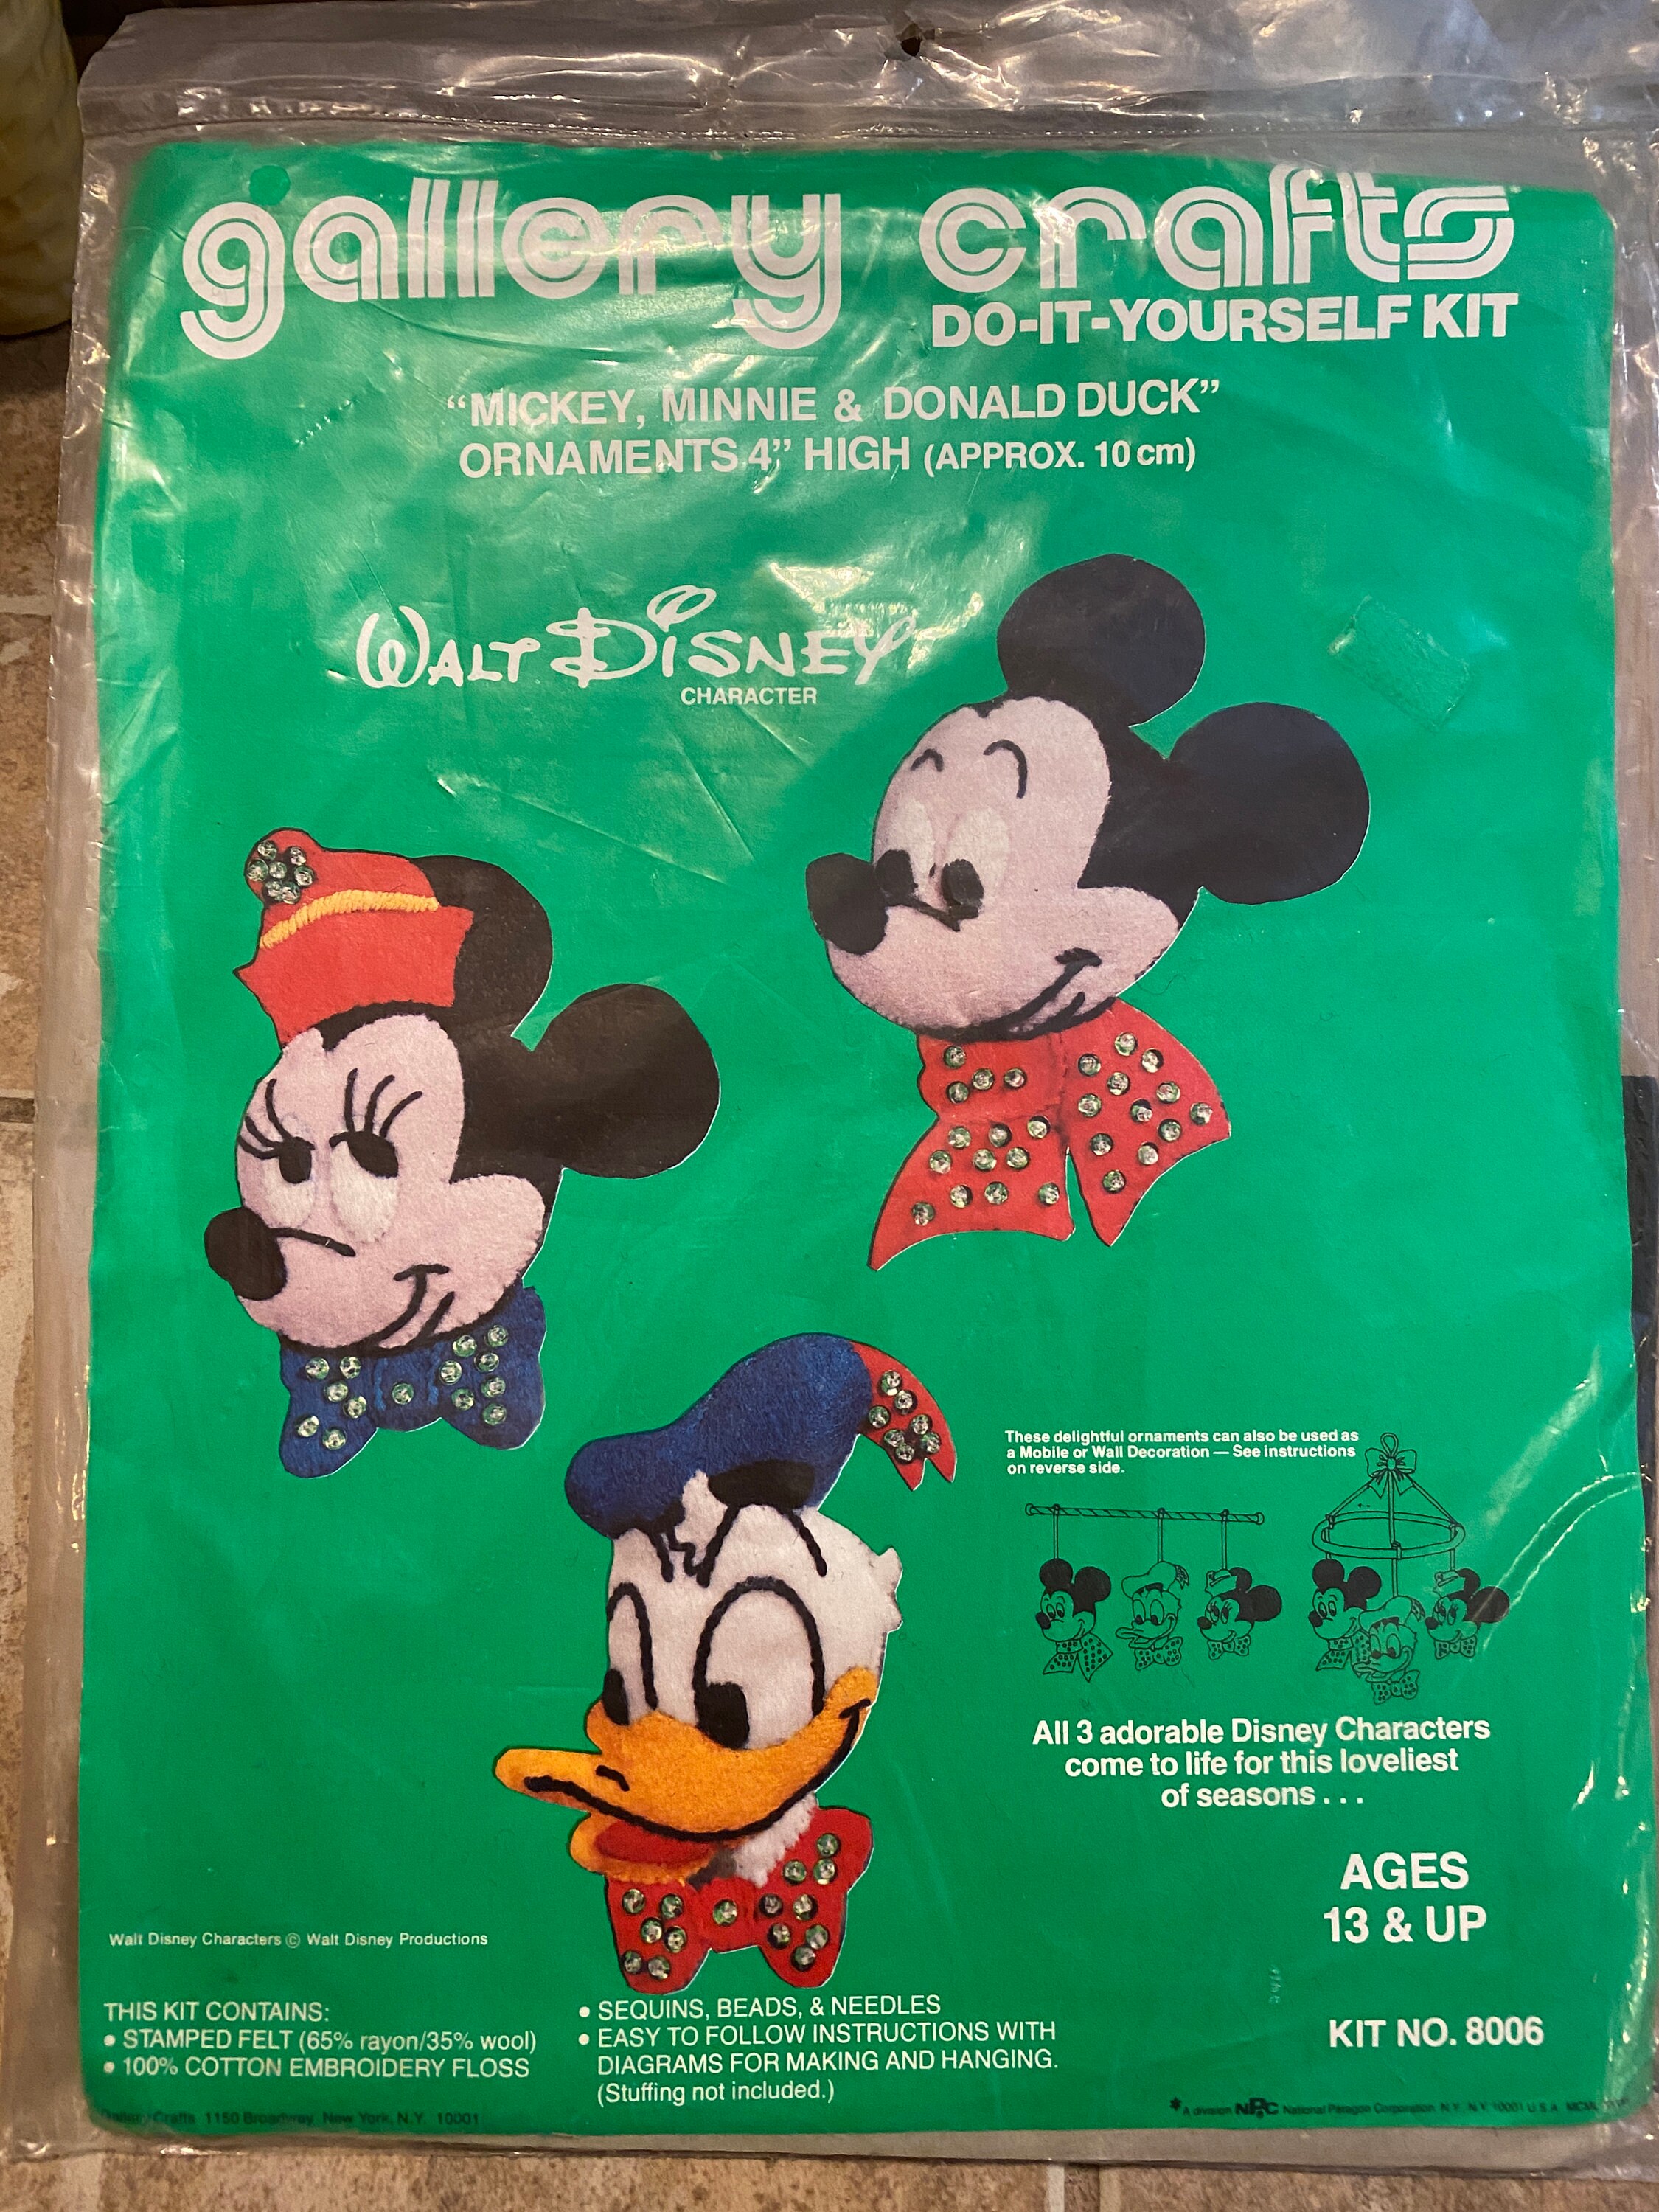 gallery crafts
DO-IT-YOURSELF KIT
“MICKEY, MINNIE & DONALD DUCK”
ORNAMENTS 4” HIGH (APPROX. 10 cm)
WALT DISNEY
CHARACTER
These delightful ornaments can also be used as
a Mobile or Wall Decoration — See instructions
on reverse side.
All 3 adorable Disney Characters
come to life for this loveliest
of seasons . . .
AGES
13 & UP
Walt Disney Characters © Walt Disney Productions
THIS KIT CONTAINS:
• STAMPED FELT (65% rayon/35% wool)
• 100% COTTON EMBROIDERY FLOSS
• SEQUINS, BEADS, & NEEDLES
• EASY TO FOLLOW INSTRUCTIONS WITH
DIAGRAMS FOR MAKING AND HANGING.
(Stuffing not included.)
KIT NO. 8006
Gallery Crafts 1150 Broadway, New York, N.Y. 10001
*A division NPC National Paragon Corporation, N.Y. N.Y. 10001 U.S.A.